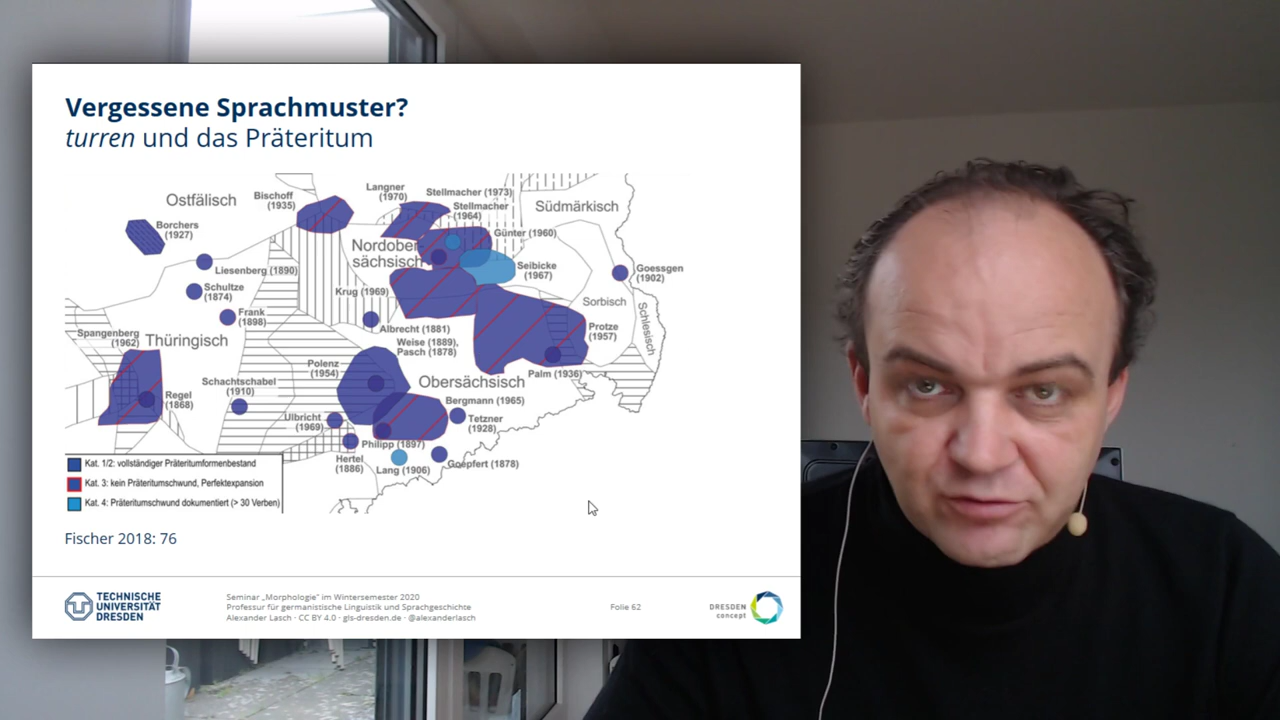 Vergessene Sprachmuster?
turren und das Präteritum
Ostfälisch
Bischoff
(1935)
Langner
(1970)
Stellmacher (1973)
Stellmacher
(1964)
Südmärkisch
Borchers
(1927)
Günter (1960)
Nordober-
sächsisch
Liesenberg (1890)
Seibicke
(1967)
Goessgen
(1902)
Schultze
(1874)
Krug (1969)
Sorbisch
Frank
(1898)
Schlesisch
Spangenberg
(1962)
Thüringisch
Albrecht (1881)
Protze
(1957)
Weise (1889),
Pasch (1878)
Polenz
(1954)
Palm (1936)
Schachtschabel
(1910)
Obersächsisch
Regel
(1868)
Bergmann (1965)
Ulbricht
(1969)
Tetzner
(1928)
Philipp (1897)
Hertel
(1886)
Lang (1906)
Goepfert (1878)
Kat. 1/2: vollständiger Präteritumformenbestand
Kat. 3: kein Präteritumschwund, Perfektexpansion
Kat. 4: Präteritumschwund dokumentiert (> 30 Verben)
Fischer 2018: 76
TECHNISCHE
UNIVERSITÄT
DRESDEN
Seminar „Morphologie" im Wintersemester 2020
Professur für germanistische Linguistik und Sprachgeschichte
Alexander Lasch · CC BY 4.0 · gls-dresden.de · @alexanderlasch
Folie 62
DRESDEN
concept